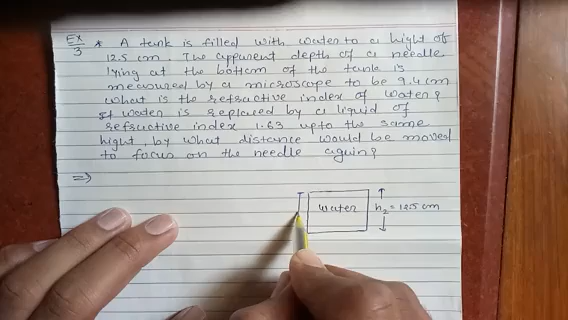 Ex/3 * A tank is filled with water to a hight of
12.5 cm. The apparent depth of a needle
lying at the bottom of the tank is
mecoured by a microscope to be 9.4 cm
what is the refractive index of water?
If water is replaced by a liquid of
refractive index 1.63 upto the same
hight, by what distance would be moved
to focus on the needle again?
⇒
water h₂ = 12.5 cm